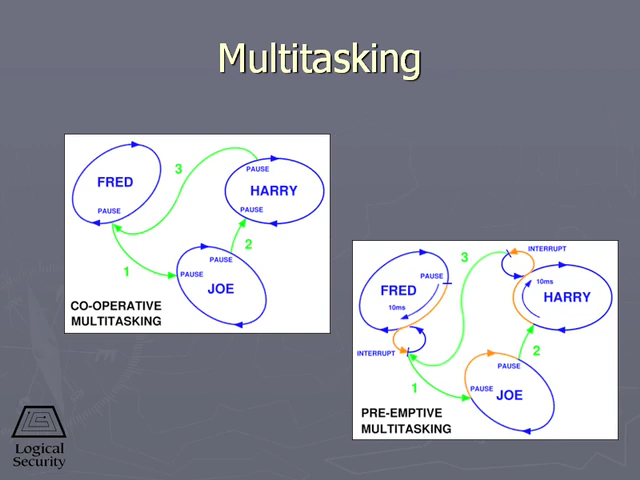 Multitasking
3
PAUSE
FRED
HARRY
PAUSE
PAUSE
2
PAUSE
1
PAUSE
JOE
CO-OPERATIVE
MULTITASKING
INTERRUPT
3
PAUSE
10ms
FRED
HARRY
10ms
INTERRUPT
2
PAUSE
1
PAUSE
JOE
PRE-EMPTIVE
MULTITASKING
Logical
Security